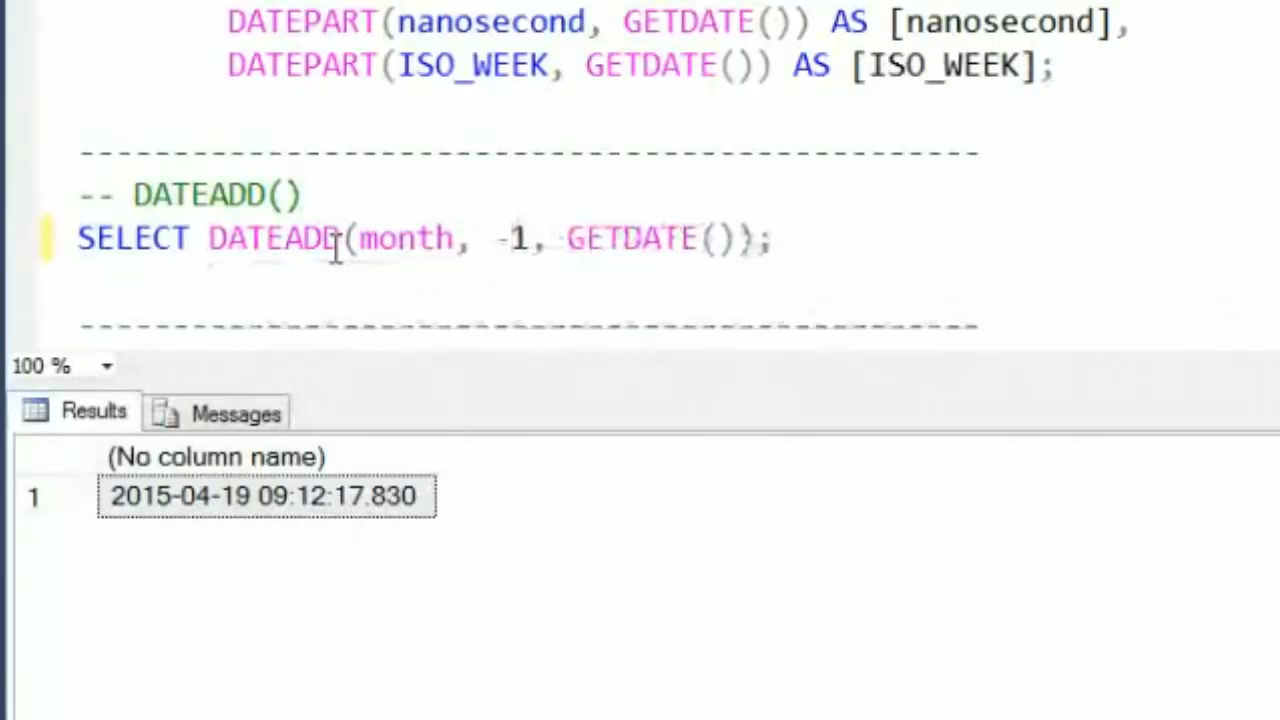 DATEPART(nanosecond, GETDATE()) AS [nanosecond],
DATEPART(ISO_WEEK, GETDATE()) AS [ISO_WEEK];
------------------------------------------------
-- DATEADD()
SELECT DATEADD(month, -1, GETDATE());
------------------------------------------------
100 %
Results Messages
(No column name)
1 2015-04-19 09:12:17.830